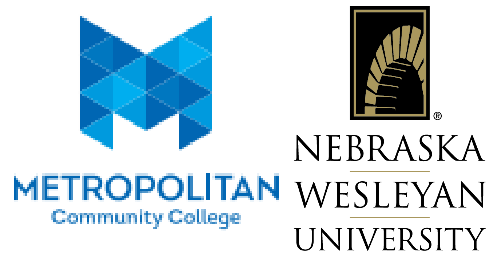 METROPOLITAN
Community College
®
NEBRASKA
WESLEYAN
UNIVERSITY